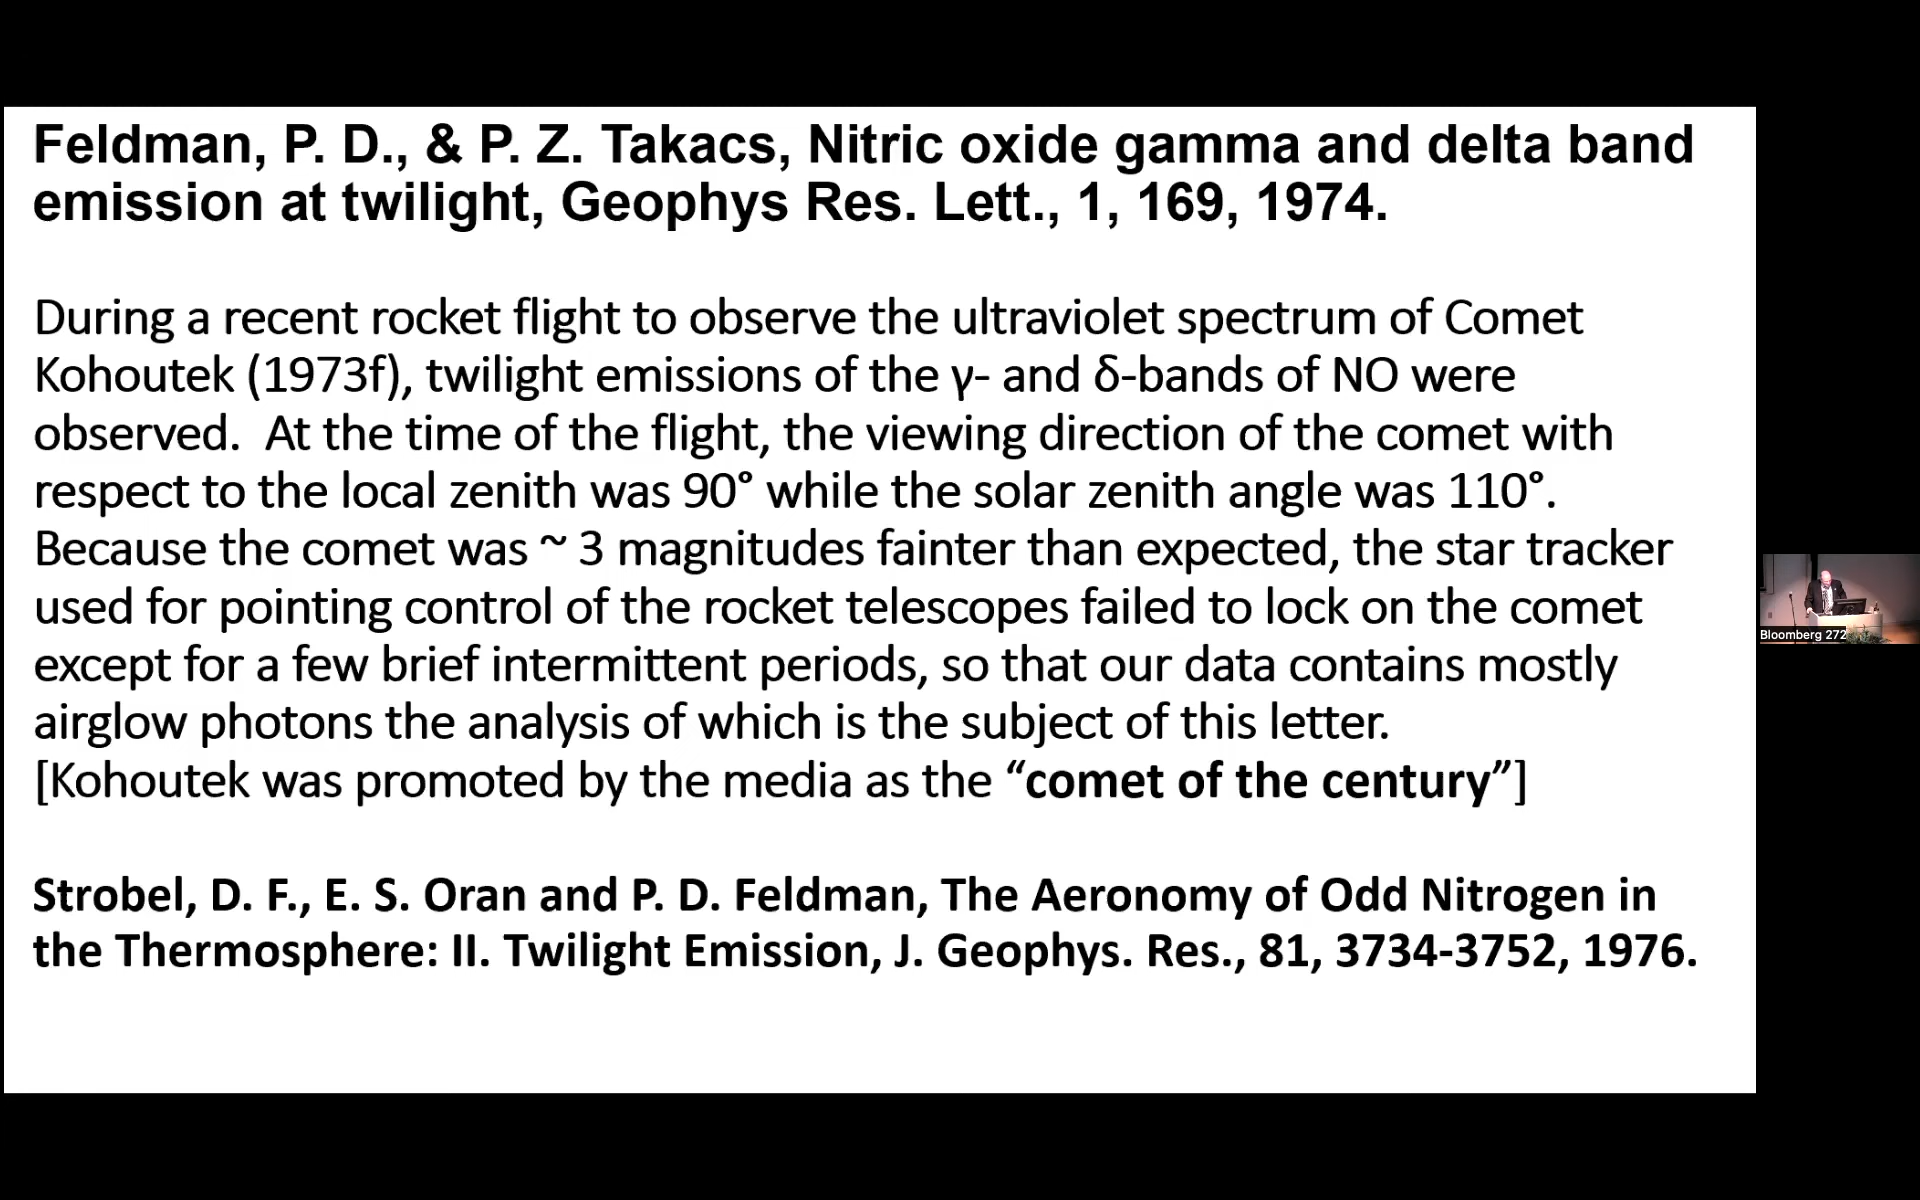 Feldman, P. D., & P. Z. Takacs, Nitric oxide gamma and delta band
emission at twilight, Geophys Res. Lett., 1, 169, 1974.
During a recent rocket flight to observe the ultraviolet spectrum of Comet
Kohoutek (1973f), twilight emissions of the γ- and δ-bands of NO were
observed.  At the time of the flight, the viewing direction of the comet with
respect to the local zenith was 90° while the solar zenith angle was 110°.
Because the comet was ~ 3 magnitudes fainter than expected, the star tracker
used for pointing control of the rocket telescopes failed to lock on the comet
except for a few brief intermittent periods, so that our data contains mostly
airglow photons the analysis of which is the subject of this letter.
[Kohoutek was promoted by the media as the “comet of the century”]
Strobel, D. F., E. S. Oran and P. D. Feldman, The Aeronomy of Odd Nitrogen in
the Thermosphere: II. Twilight Emission, J. Geophys. Res., 81, 3734-3752, 1976.
Bloomberg 272